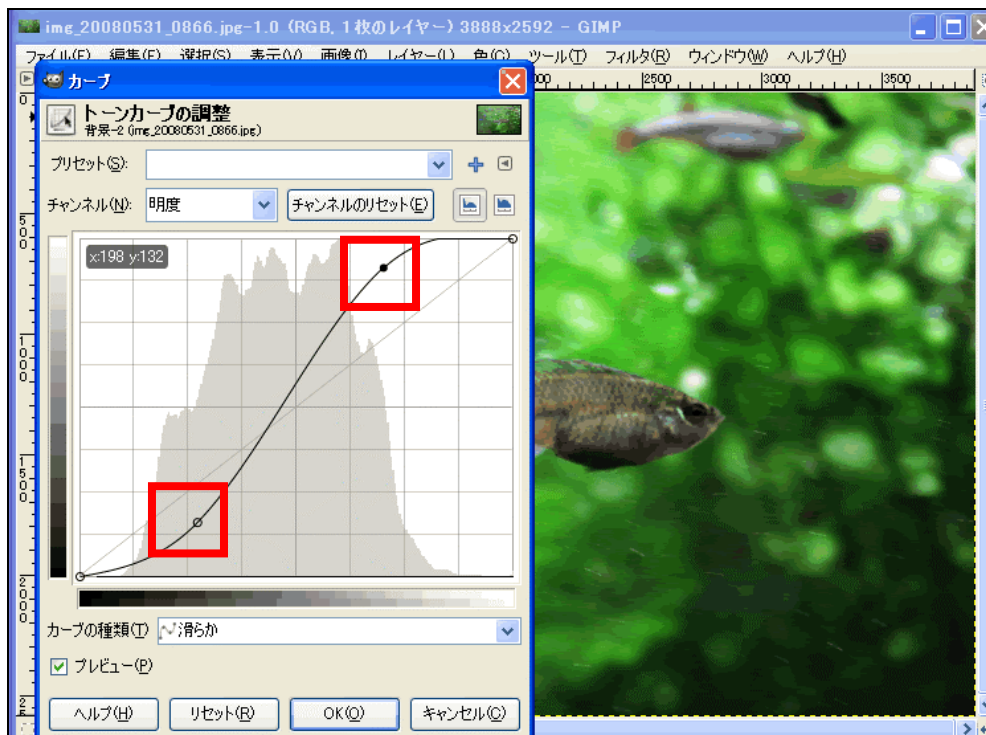 img_20080531_0866.jpg-1.0 (RGB, 1枚のレイヤー) 3888x2592 – GIMP
ファイル(F) 編集(E) 選択(S) 表示(V) 画像(I) レイヤー(L) 色(C) ツール(T) フィルタ(R) ウィンドウ(W) ヘルプ(H)
2500 3000 3500
カーブ
トーンカーブの調整
背景-2 (img_20080531_0866.jpg)
プリセット(S):
チャンネル(N): 明度 チャンネルのリセット(E)
x:198 y:132
0
500
1000
1500
2000
カーブの種類(T) 滑らか
プレビュー(P)
ヘルプ(H) リセット(R) OK(O) キャンセル(C)